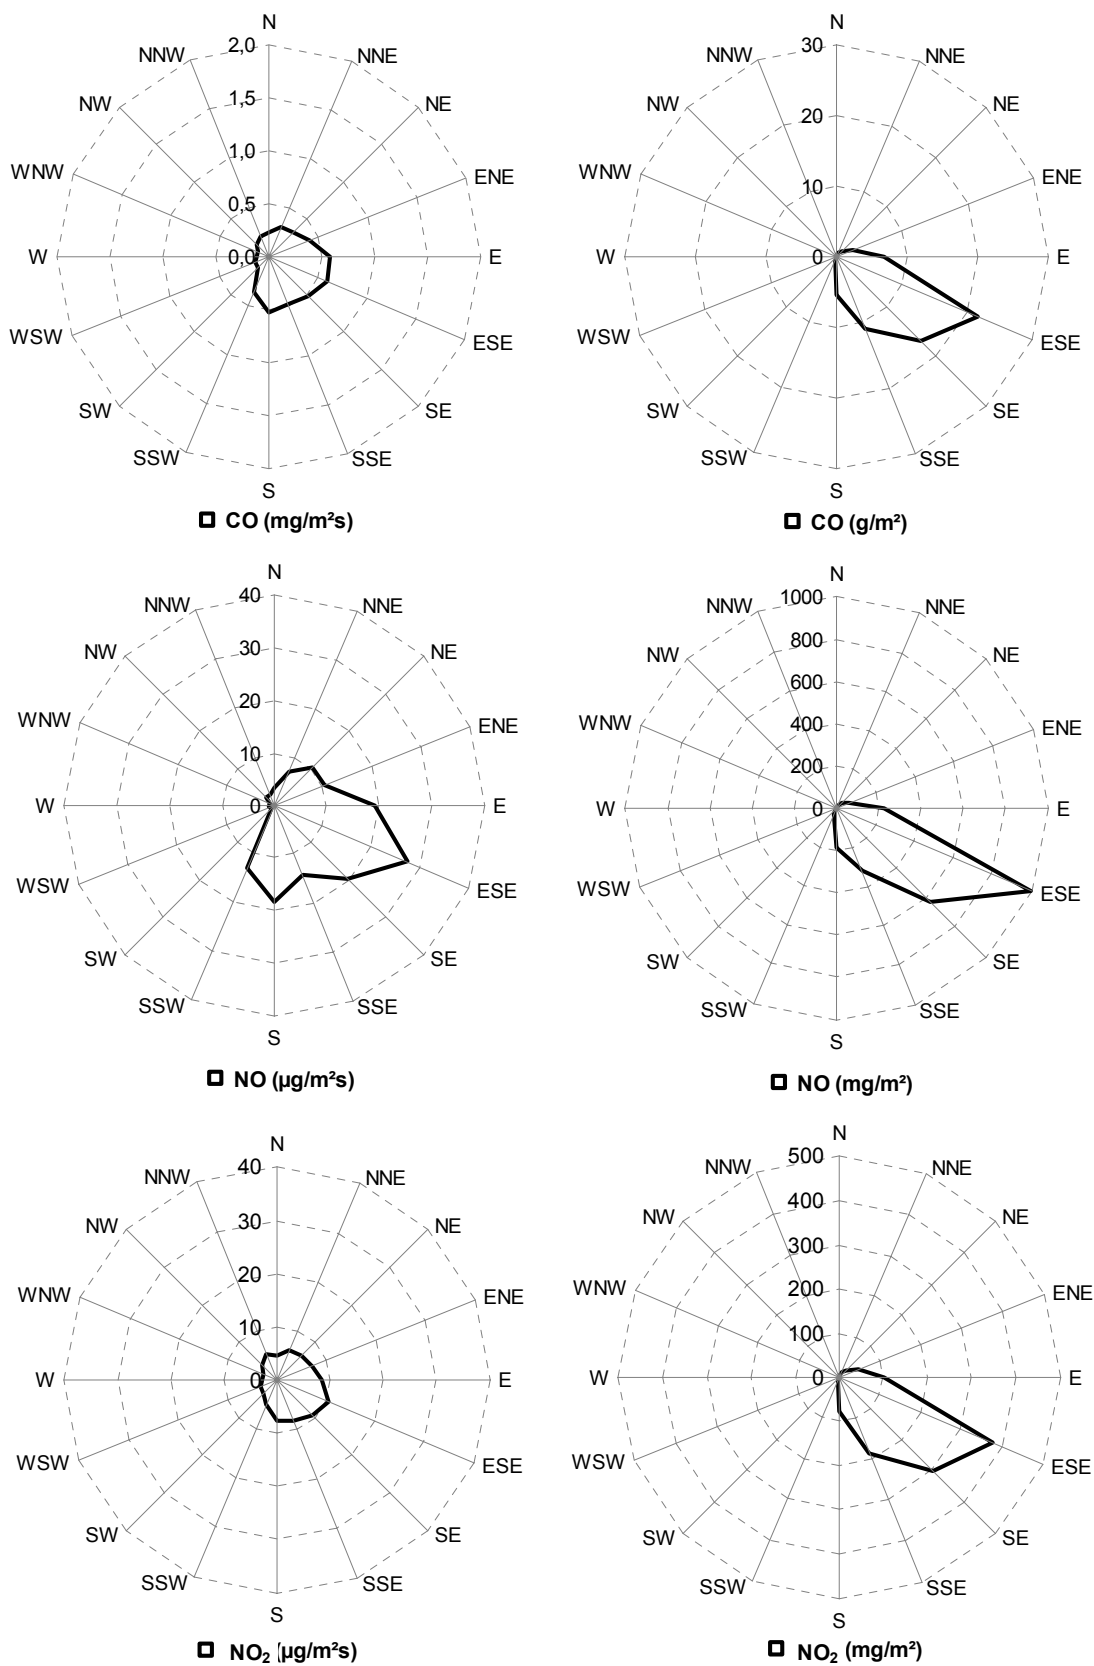 N
2,0
NNE
NE
ENE
E
ESE
SE
SSE
S
SSW
SW
WSW
W
WNW
NW
NNW
1,5
1,0
0,5
0,0
CO (mg/m²s)
N
30
NNE
NE
ENE
E
ESE
SE
SSE
S
SSW
SW
WSW
W
WNW
NW
NNW
20
10
0
CO (g/m²)
N
40
NNE
NE
ENE
E
ESE
SE
SSE
S
SSW
SW
WSW
W
WNW
NW
NNW
30
20
10
0
NO (µg/m²s)
N
1000
NNE
NE
ENE
E
ESE
SE
SSE
S
SSW
SW
WSW
W
WNW
NW
NNW
800
600
400
200
0
NO (mg/m²)
N
40
NNE
NE
ENE
E
ESE
SE
SSE
S
SSW
SW
WSW
W
WNW
NW
NNW
30
20
10
0
NO₂ (µg/m²s)
N
500
NNE
NE
ENE
E
ESE
SE
SSE
S
SSW
SW
WSW
W
WNW
NW
NNW
400
300
200
100
0
NO₂ (mg/m²)